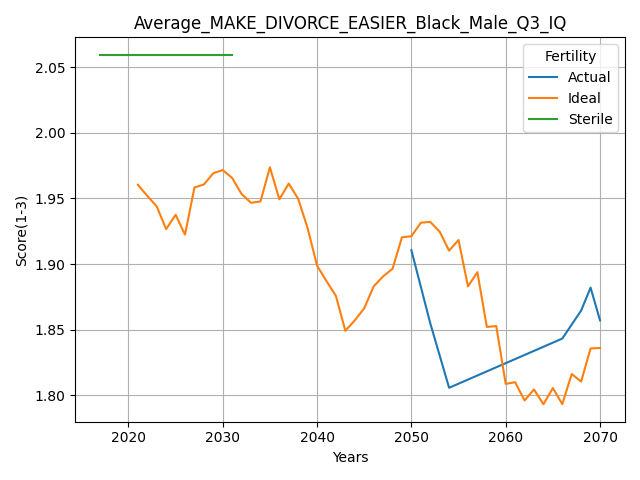 Average_MAKE_DIVORCE_EASIER_Black_Male_Q3_IQ
Fertility
Actual
Ideal
Sterile
Score(1-3)
2.05
2.00
1.95
1.90
1.85
1.80
2020 2030 2040 2050 2060 2070
Years